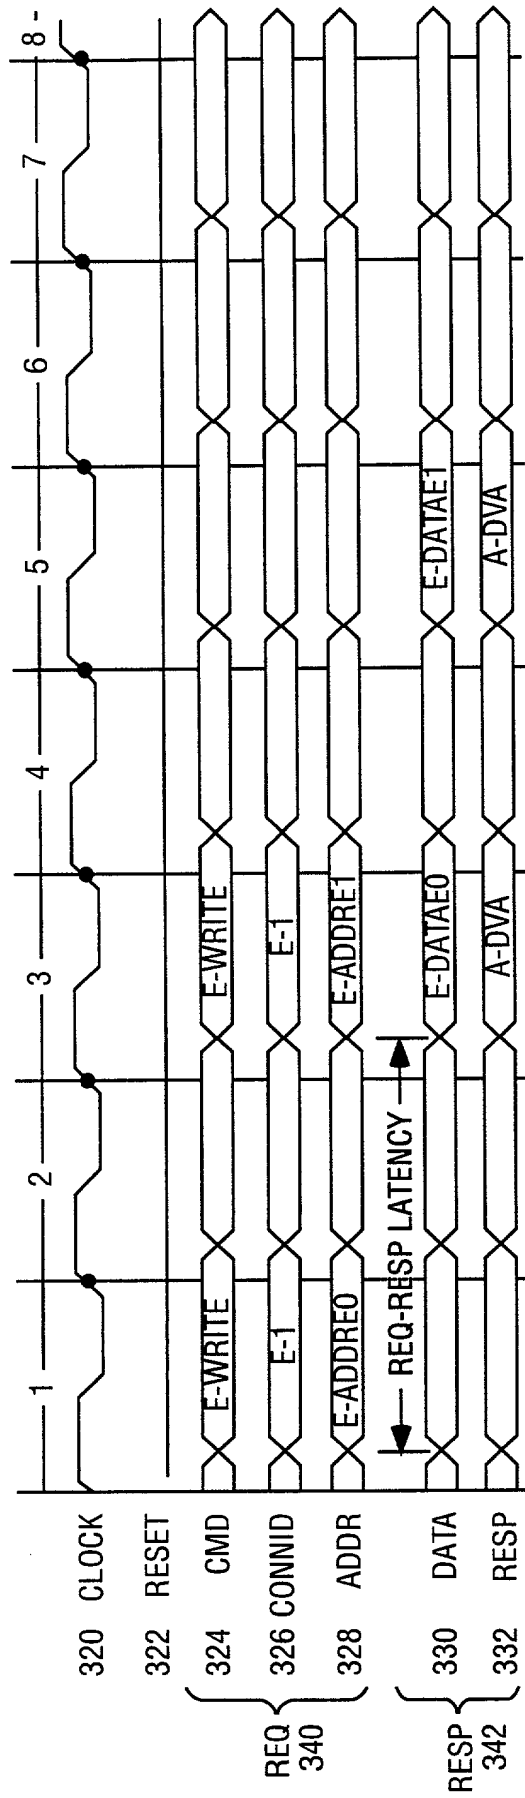 1 2 3 4 5 6 7 8
320 CLOCK
322 RESET
REQ 340
324 CMD E-WRITE E-WRITE
326 CONNID E-1 E-1
328 ADDR E-ADDRE0 E-ADDRE1
REQ-RESP LATENCY
RESP 342
330 DATA E-DATAE0 E-DATAE1
332 RESP A-DVA A-DVA